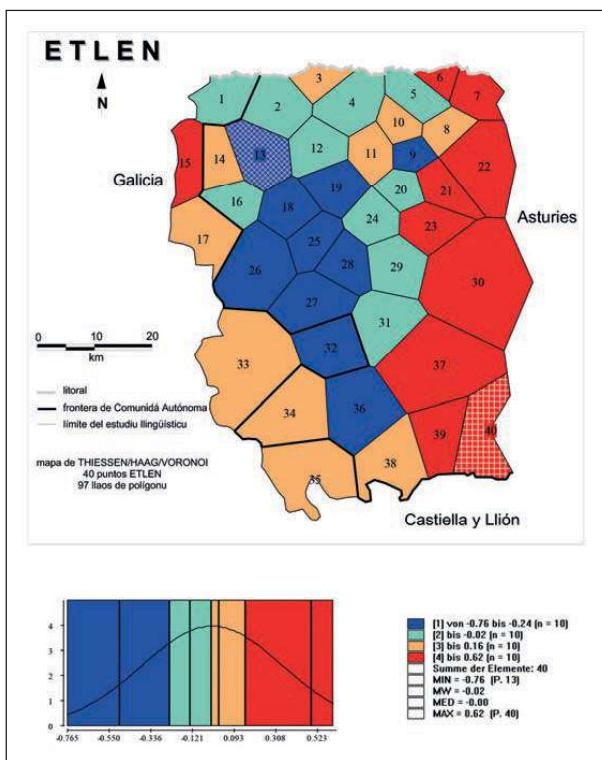 ETLEN
N
3
6
1
2
4
5
7
10
8
15
14
13
12
11
9
22
Galicia
19
20
21
16
18
Asturies
24
23
17
25
26
28
29
30
27
31
0 10 20
km
32
33
37
litoral
frontera de Comunidá Autónoma
límite del estudiu llingüísticu
34
36
40
39
mapa de THIESSEN/HAAG/VORONOI
40 puntos ETLEN
97 llaos de polígonu
35
38
Castiella y Llión
5
4
3
2
1
0
-0.765 -0.550 -0.336 -0.121 0.093 0.308 0.523
[1] von -0.76 bis -0.24 (n = 10)
[2] bis -0.02 (n = 10)
[3] bis 0.16 (n = 10)
[4] bis 0.62 (n = 10)
Summe der Elemente: 40
MIN = -0.76 (P. 13)
MW = -0.02
MED = -0.00
MAX = 0.62 (P. 40)